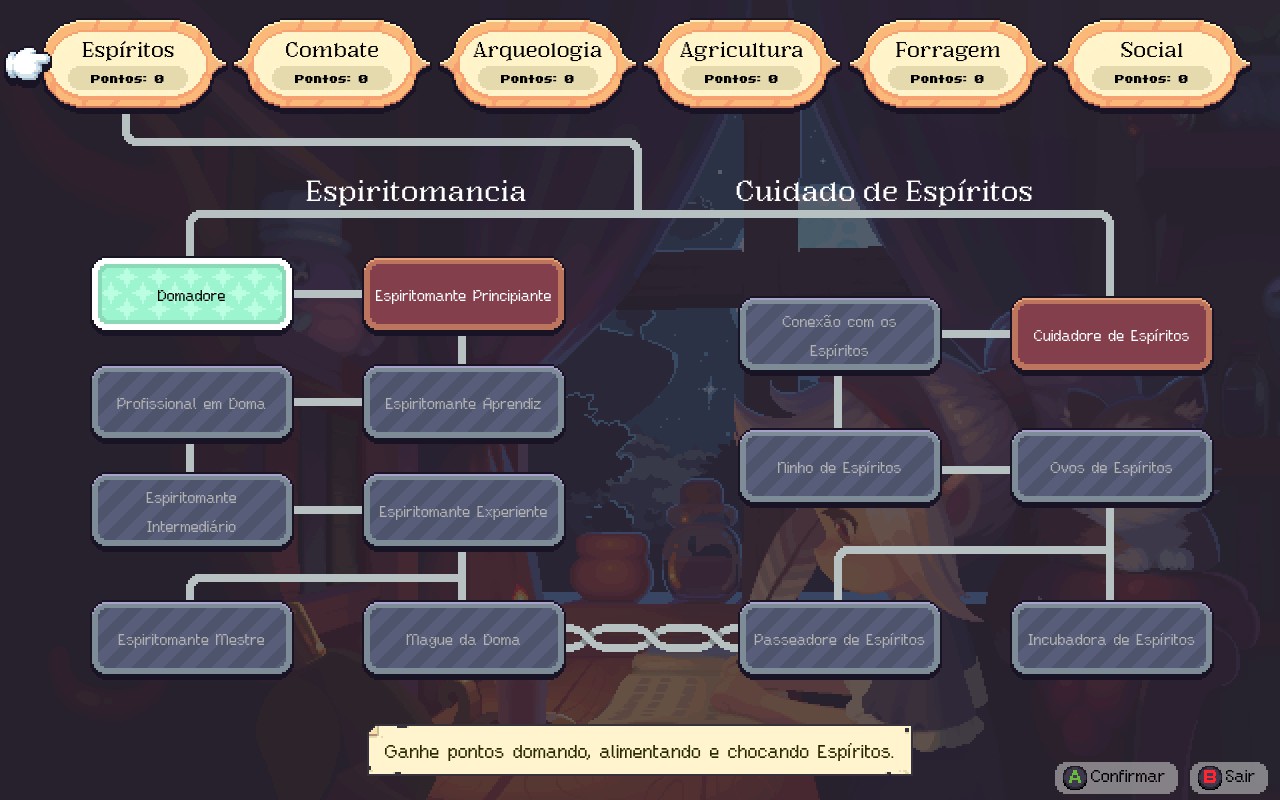 Espíritos
Pontos: 0
Combate
Pontos: 0
Arqueologia
Pontos: 0
Agricultura
Pontos: 0
Forragem
Pontos: 0
Social
Pontos: 0
Espiritomancia
Cuidado de Espíritos
Domadore
Espiritomante Principiante
Conexão com os
Espíritos
Cuidadore de Espíritos
Profissional em Doma
Espiritomante Aprendiz
Ninho de Espíritos
Ovos de Espíritos
Espiritomante
Intermediário
Espiritomante Experiente
Espiritomante Mestre
Mague da Doma
Passeadore de Espíritos
Incubadora de Espíritos
Ganhe pontos domando, alimentando e chocando Espíritos.
A Confirmar
B Sair